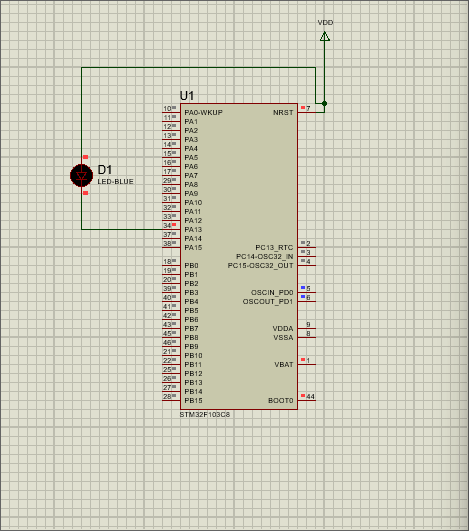 VDD
U1
10 PA0-WKUP NRST 7
11 PA1
12 PA2
13 PA3
14 PA4
15 PA5
16 PA6
17 PA7
29 PA8
30 PA9
31 PA10
32 PA11
33 PA12
34 PA13
37 PA14
38 PA15
D1
LED-BLUE
PC13_RTC 2
PC14-OSC32_IN 3
PC15-OSC32_OUT 4
18 PB0
19 PB1
20 PB2
39 PB3
40 PB4
41 PB5
42 PB6
43 PB7
45 PB8
46 PB9
21 PB10
22 PB11
25 PB12
26 PB13
27 PB14
28 PB15
OSCIN_PD0 5
OSCOUT_PD1 6
VDDA 9
VSSA 8
VBAT 1
BOOT0 44
STM32F103C8